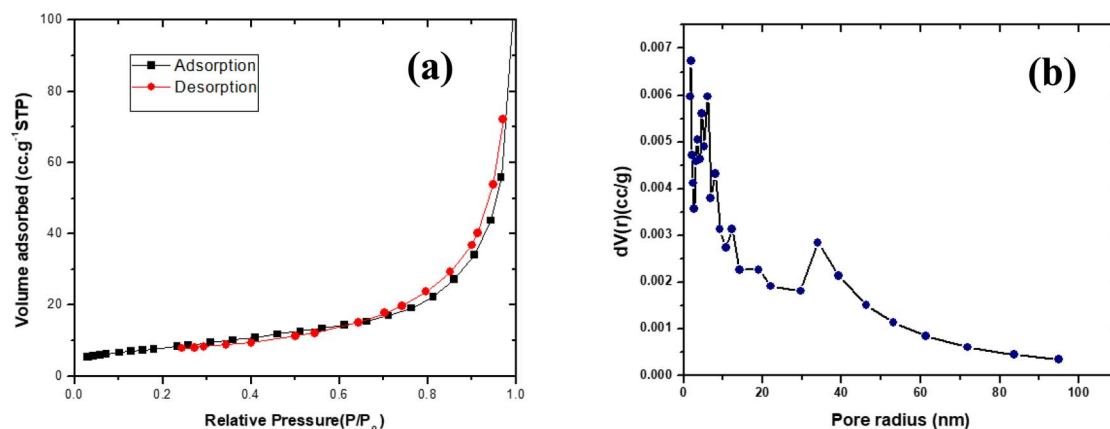 (a)
Adsorption
Desorption
Volume adsorbed (cc.g⁻¹STP)
100
80
60
40
20
0
0.0 0.2 0.4 0.6 0.8 1.0
Relative Pressure(P/Pₒ)
(b)
dV(r)(cc/g)
0.007
0.006
0.005
0.004
0.003
0.002
0.001
0.000
0 20 40 60 80 100
Pore radius (nm)